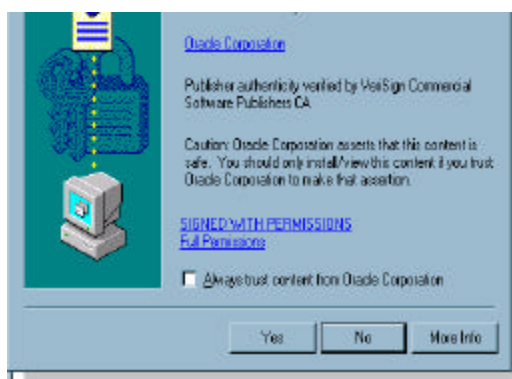 Oracle Corporation
Publisher authenticity verified by VeriSign Commercial
Software Publishers CA
Caution: Oracle Corporation asserts that this content is
safe. You should only install/view this content if you trust
Oracle Corporation to make that assertion.
SIGNED WITH PERMISSIONS
Full Permissions
Always trust content from Oracle Corporation
Yes No More Info